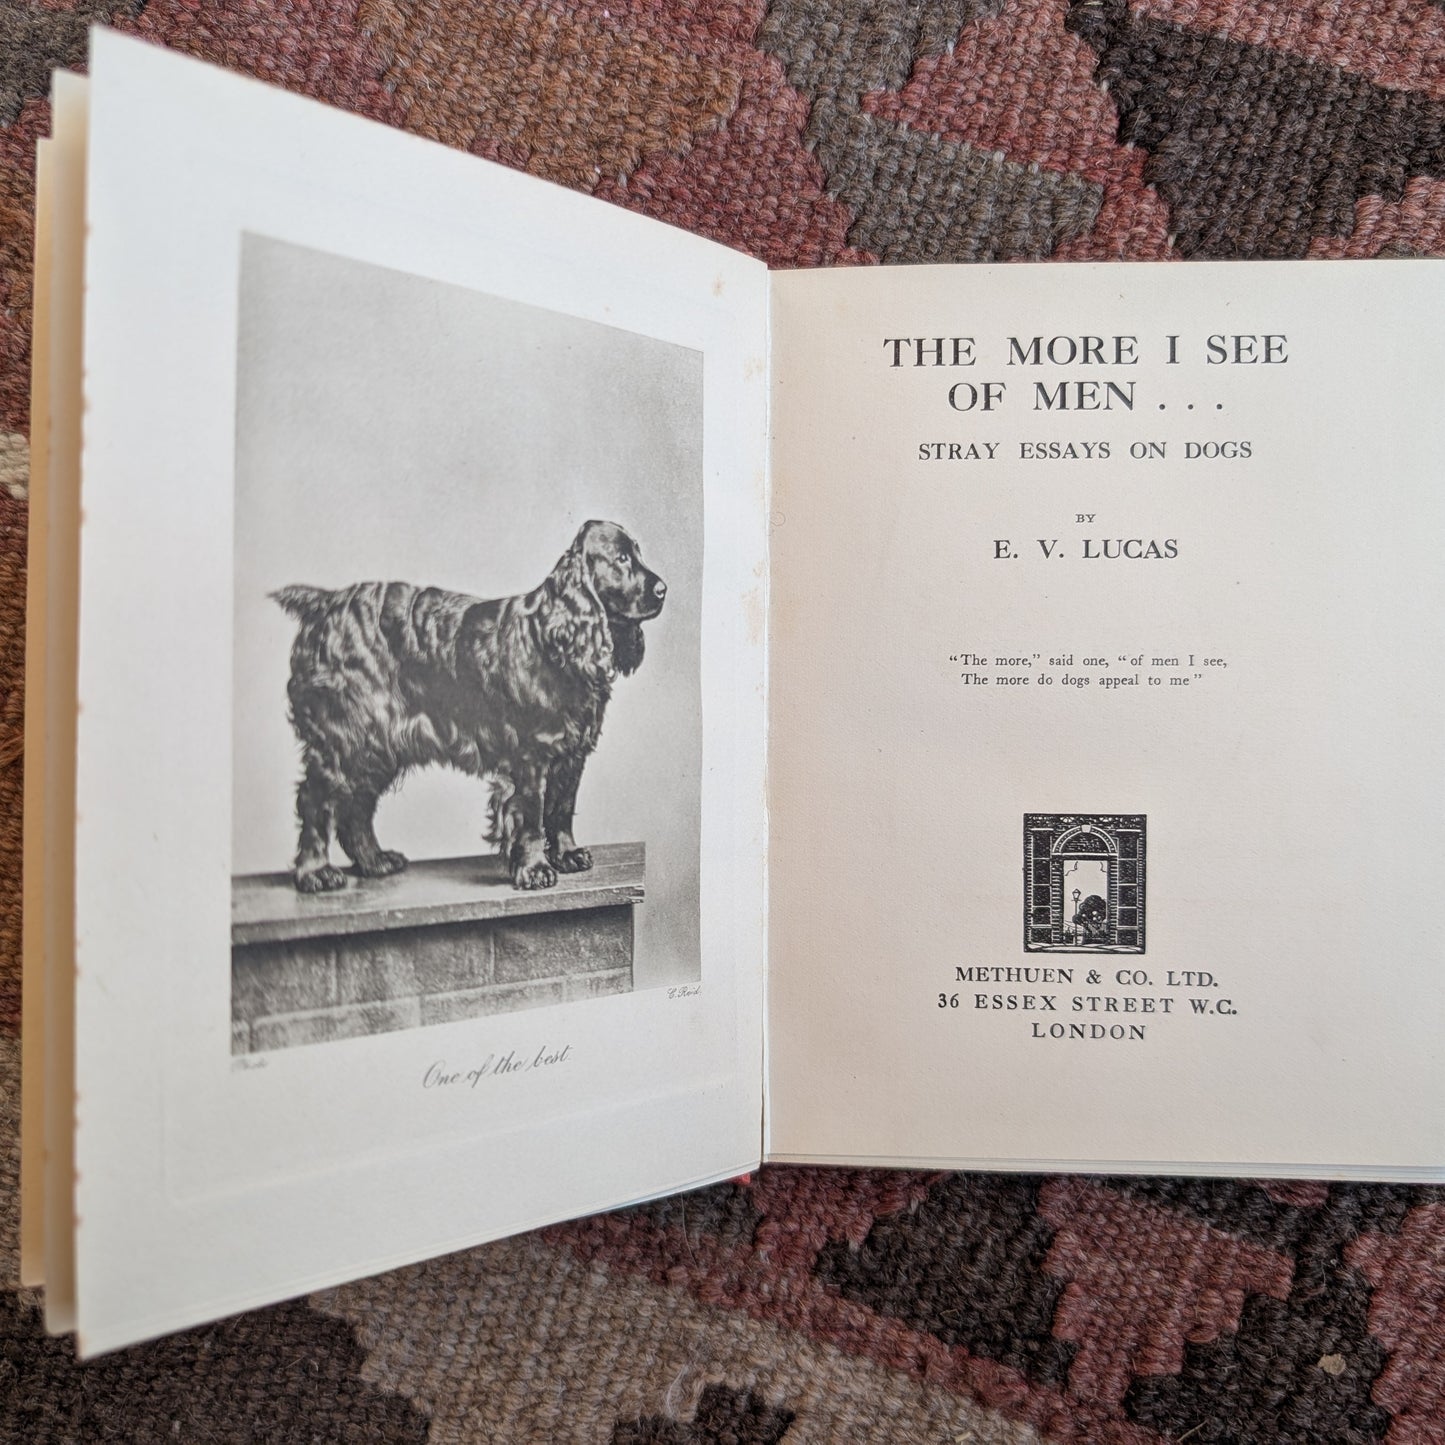 C. Reid.
One of the best.
THE MORE I SEE
OF MEN . . .
STRAY ESSAYS ON DOGS
BY
E. V. LUCAS
“The more,” said one, “of men I see,
The more do dogs appeal to me”
METHUEN & CO. LTD.
36 ESSEX STREET W.C.
LONDON